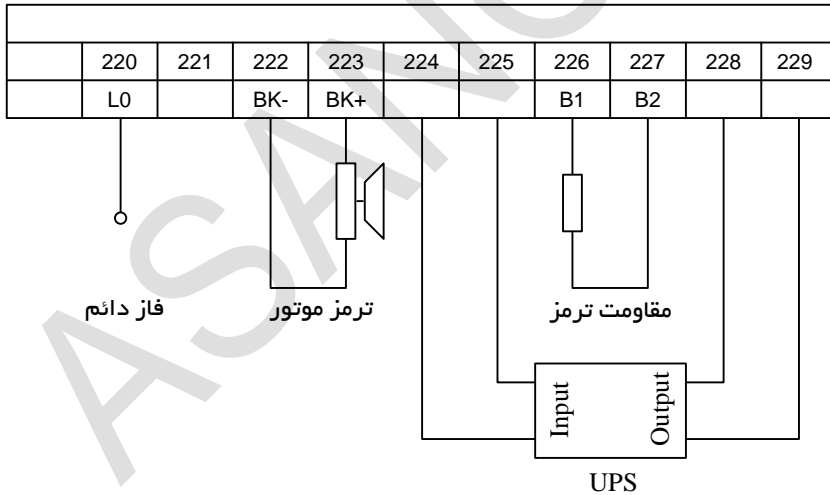 220 221 222 223 224 225 226 227 228 229
L0 BK- BK+ B1 B2
فاز دائم
ترمز موتور
مقاومت ترمز
Input
Output
UPS
ASANC